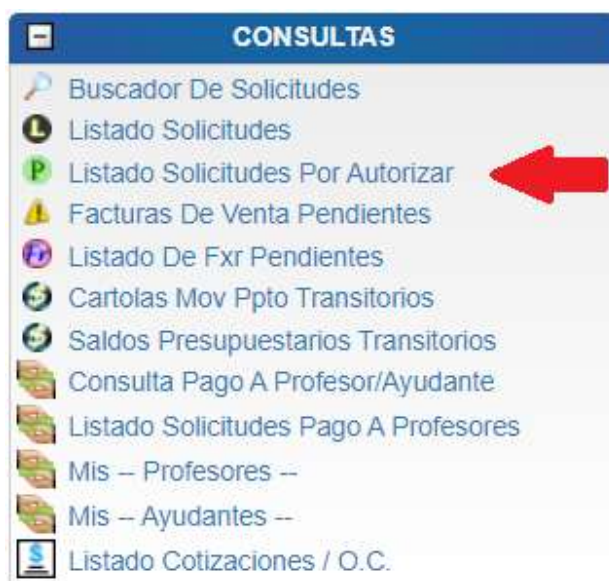 CONSULTAS
Buscador De Solicitudes
L Listado Solicitudes
P Listado Solicitudes Por Autorizar
Facturas De Venta Pendientes
Fr Listado De Fxr Pendientes
Cartolas Mov Ppto Transitorios
Saldos Presupuestarios Transitorios
Consulta Pago A Profesor/Ayudante
Listado Solicitudes Pago A Profesores
Mis -- Profesores --
Mis -- Ayudantes --
$ Listado Cotizaciones / O.C.